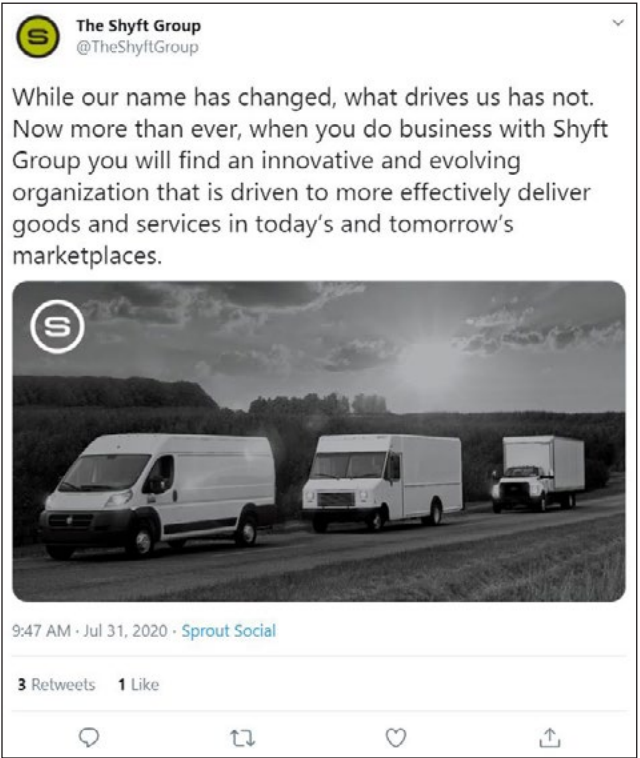 The Shyft Group
@TheShyftGroup
While our name has changed, what drives us has not.
Now more than ever, when you do business with Shyft
Group you will find an innovative and evolving
organization that is driven to more effectively deliver
goods and services in today's and tomorrow's
marketplaces.
S
9:47 AM · Jul 31, 2020 · Sprout Social
3 Retweets 1 Like